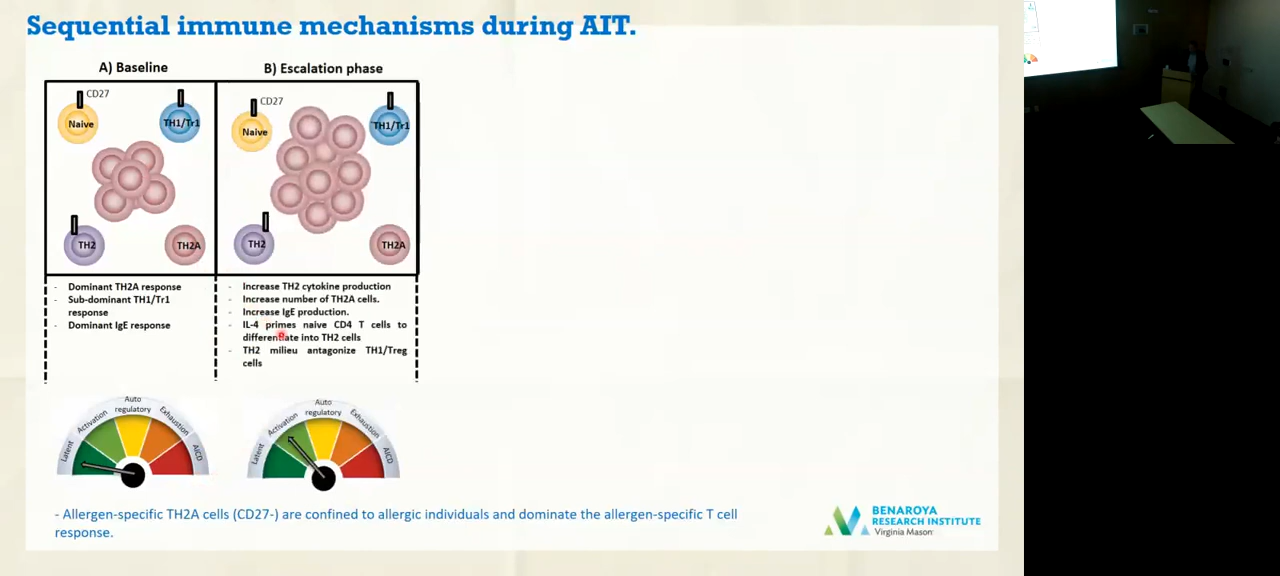 Sequential immune mechanisms during AIT.
A) Baseline
B) Escalation phase
CD27
Naive
TH1/Tr1
TH2
TH2A
CD27
Naive
TH1/Tr1
TH2
TH2A
- Dominant TH2A response
- Sub-dominant TH1/Tr1
response
- Dominant IgE response
- Increase TH2 cytokine production
- Increase number of TH2A cells.
- Increase IgE production.
- IL-4 primes naive CD4 T cells to
differentiate into TH2 cells
- TH2 milieu antagonize TH1/Treg
cells
Latent
Activation
Auto
regulatory
Exhaustion
AICD
Latent
Activation
Auto
regulatory
Exhaustion
AICD
- Allergen-specific TH2A cells (CD27-) are confined to allergic individuals and dominate the allergen-specific T cell
response.
BENAROYA
RESEARCH INSTITUTE
Virginia Mason